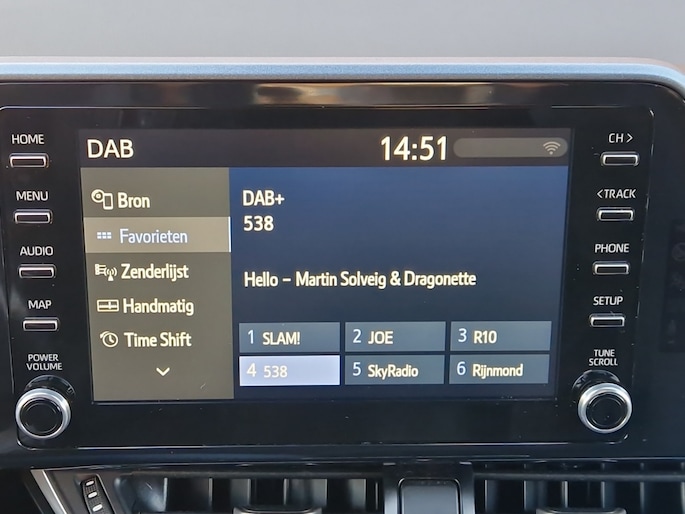 HOME
MENU
AUDIO
MAP
POWER
VOLUME
DAB
14:51
Bron
Favorieten
Zenderlijst
Handmatig
Time Shift
DAB+
538
Hello – Martin Solveig & Dragonette
1 SLAM! 2 JOE 3 R10
4 538 5 SkyRadio 6 Rijnmond
CH >
< TRACK
PHONE
SETUP
TUNE
SCROLL